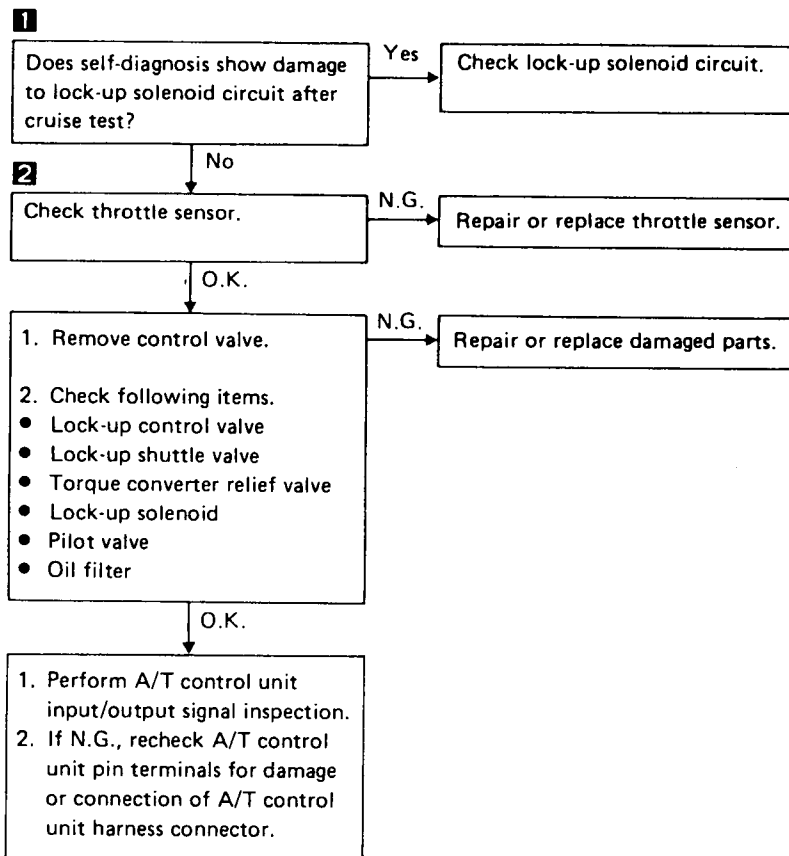 1
Does self-diagnosis show damage
to lock-up solenoid circuit after
cruise test?
Yes
Check lock-up solenoid circuit.
No
2
Check throttle sensor.
N.G.
Repair or replace throttle sensor.
O.K.
1. Remove control valve.
N.G.
Repair or replace damaged parts.
2. Check following items.
● Lock-up control valve
● Lock-up shuttle valve
● Torque converter relief valve
● Lock-up solenoid
● Pilot valve
● Oil filter
O.K.
1. Perform A/T control unit
input/output signal inspection.
2. If N.G., recheck A/T control
unit pin terminals for damage
or connection of A/T control
unit harness connector.